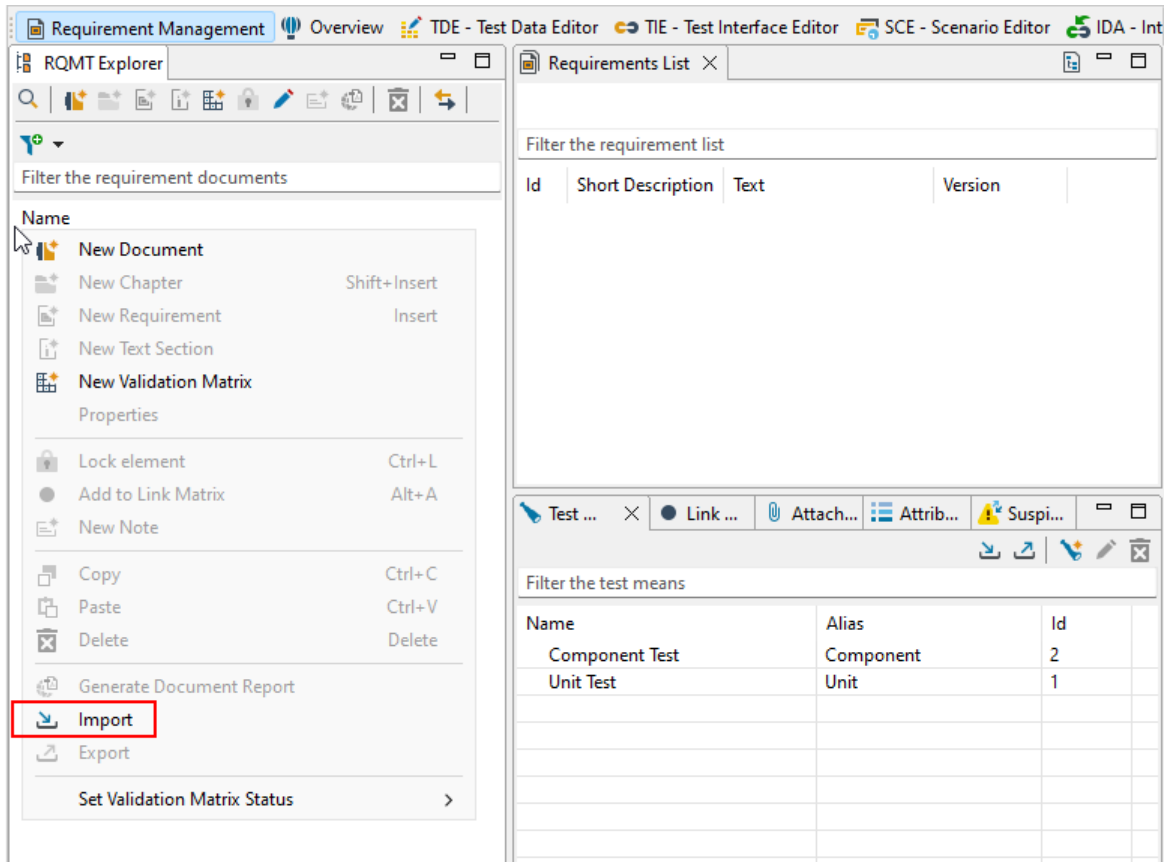 Requirement Management Overview TDE - Test Data Editor TIE - Test Interface Editor SCE - Scenario Editor IDA - Int
RQMT Explorer
Filter the requirement documents
Name
New Document
New Chapter Shift+Insert
New Requirement Insert
New Text Section
New Validation Matrix
Properties
Lock element Ctrl+L
Add to Link Matrix Alt+A
New Note
Copy Ctrl+C
Paste Ctrl+V
Delete Delete
Generate Document Report
Import
Export
Set Validation Matrix Status
Requirements List
Filter the requirement list
Id Short Description Text Version
Test ... Link ... Attach... Attrib... Suspi...
Filter the test means
Name Alias Id
Component Test Component 2
Unit Test Unit 1